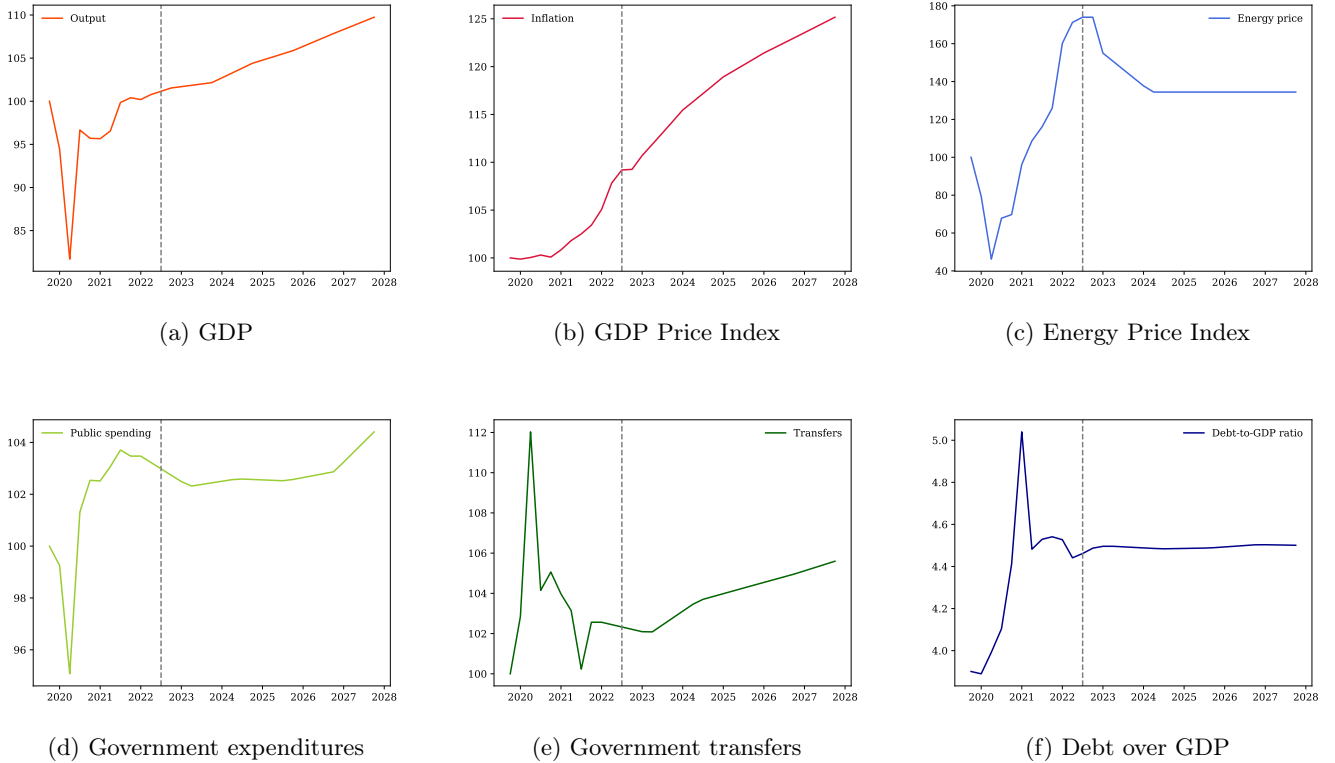 Output
110
105
100
95
90
85
2020 2021 2022 2023 2024 2025 2026 2027 2028
(a) GDP
Inflation
125
120
115
110
105
100
2020 2021 2022 2023 2024 2025 2026 2027 2028
(b) GDP Price Index
Energy price
180
160
140
120
100
80
60
40
2020 2021 2022 2023 2024 2025 2026 2027 2028
(c) Energy Price Index
Public spending
104
102
100
98
96
2020 2021 2022 2023 2024 2025 2026 2027 2028
(d) Government expenditures
Transfers
112
110
108
106
104
102
100
2020 2021 2022 2023 2024 2025 2026 2027 2028
(e) Government transfers
Debt-to-GDP ratio
5.0
4.8
4.6
4.4
4.2
4.0
2020 2021 2022 2023 2024 2025 2026 2027 2028
(f) Debt over GDP